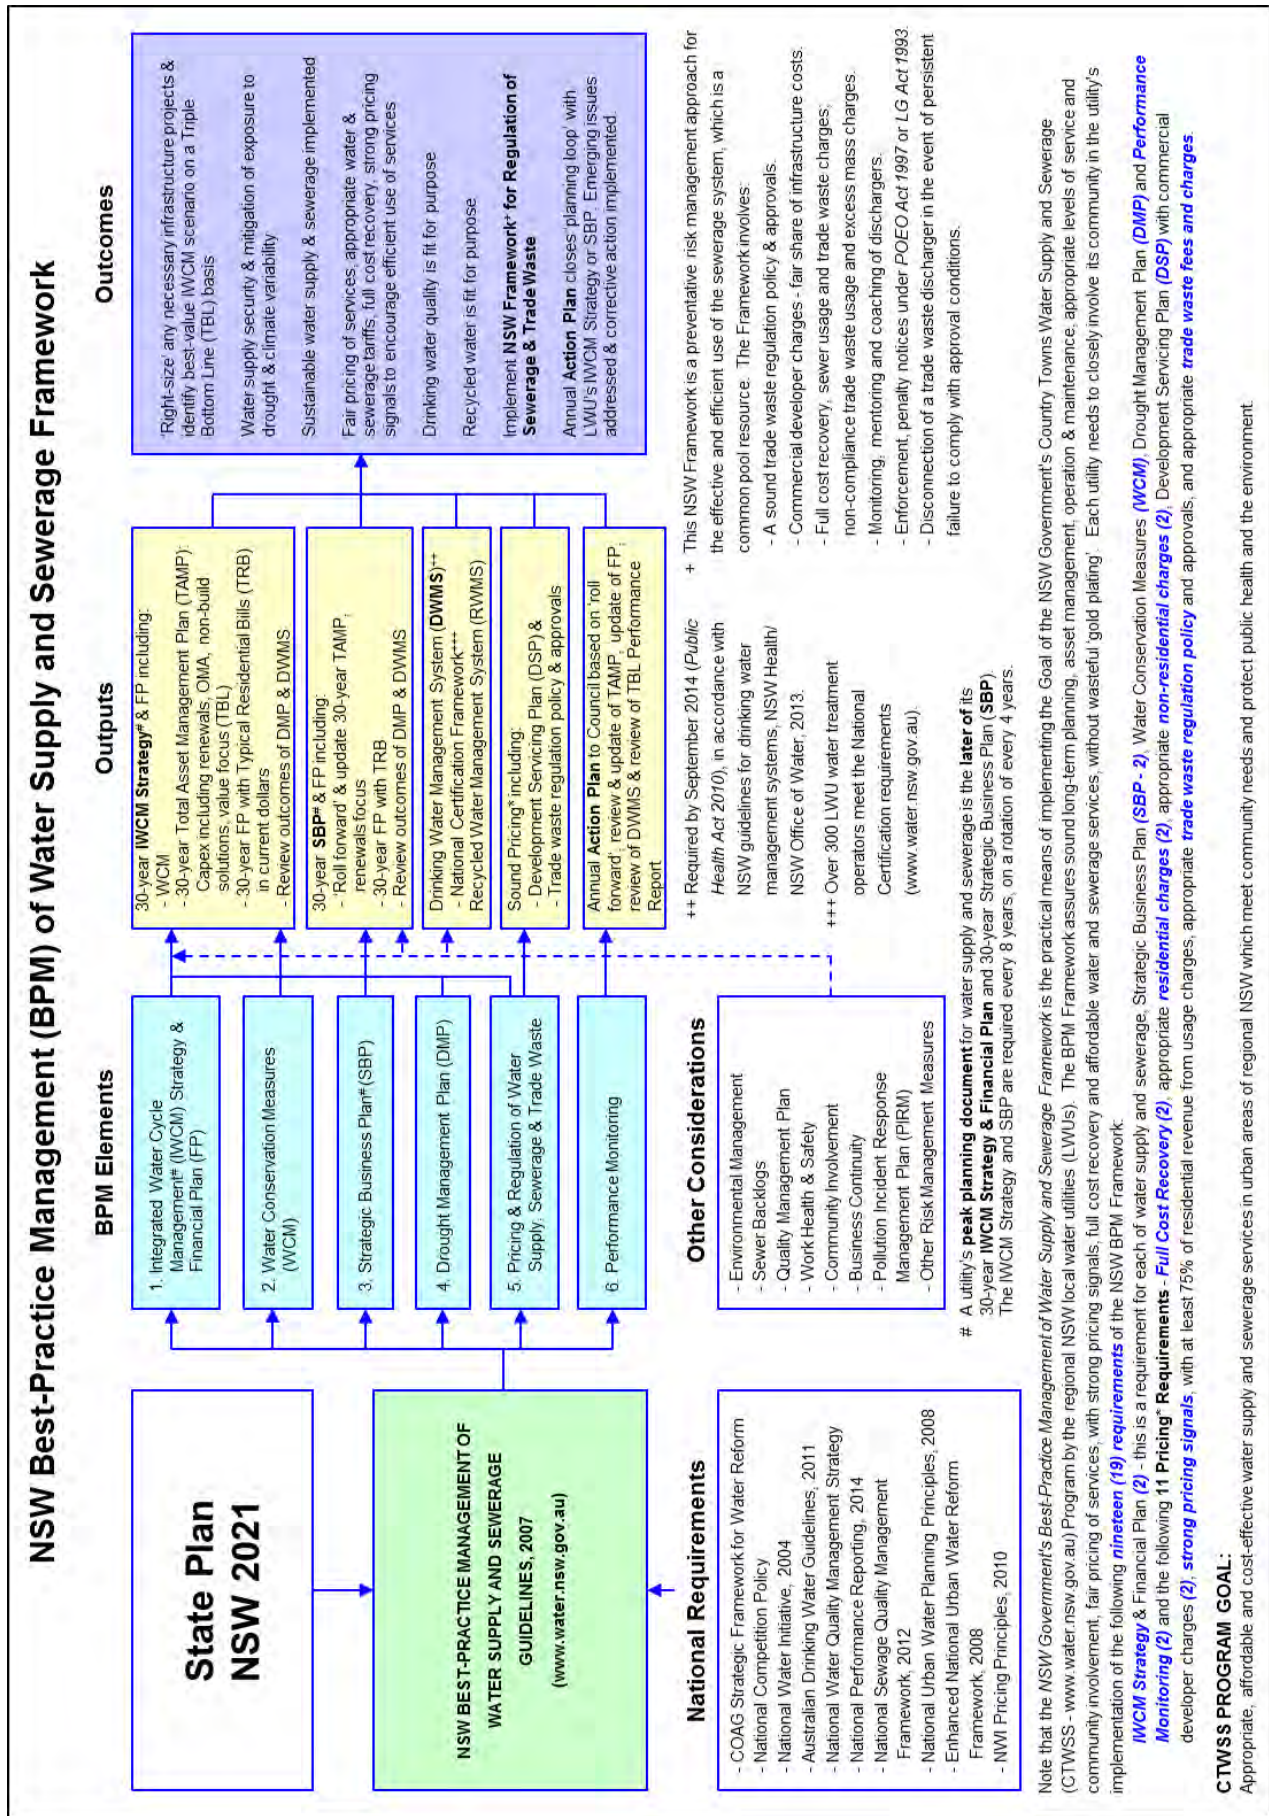 NSW Best-Practice Management (BPM) of Water Supply and Sewerage Framework
State Plan
NSW 2021
NSW BEST-PRACTICE MANAGEMENT OF
WATER SUPPLY AND SEWERAGE
GUIDELINES, 2007
(www.water.nsw.gov.au)
National Requirements
- COAG Strategic Framework for Water Reform
- National Competition Policy
- National Water Initiative, 2004
- Australian Drinking Water Guidelines, 2011
- National Water Quality Management Strategy
- National Performance Reporting, 2014
- National Sewage Quality Management
Framework, 2012
- National Urban Water Planning Principles, 2008
- Enhanced National Urban Water Reform
Framework, 2008
- NWI Pricing Principles, 2010
BPM Elements
1. Integrated Water Cycle
Management# (IWCM) Strategy &
Financial Plan (FP)
2. Water Conservation Measures
(WCM)
3. Strategic Business Plan# (SBP)
4. Drought Management Plan (DMP)
5. Pricing & Regulation of Water
Supply, Sewerage & Trade Waste
6. Performance Monitoring
Other Considerations
- Environmental Management
- Sewer Backlogs
- Quality Management Plan
- Work Health & Safety
- Community Involvement
- Business Continuity
- Pollution Incident Response
Management Plan (PIRM)
- Other Risk Management Measures
Outputs
30-year IWCM Strategy# & FP including:
- WCM
- 30-year Total Asset Management Plan (TAMP):
Capex including renewals, OMA, non-build
solutions, value focus (TBL)
- 30-year FP with Typical Residential Bills (TRB)
in current dollars
- Review outcomes of DMP & DWMS
30-year SBP# & FP including:
- 'Roll forward' & update 30-year TAMP,
renewals focus
- 30-year FP with TRB
- Review outcomes of DMP & DWMS
Drinking Water Management System (DWMS)++
- National Certification Framework+++
Recycled Water Management System (RWMS)
Sound Pricing* including:
- Development Servicing Plan (DSP) &
- Trade waste regulation policy & approvals
Annual Action Plan to Council based on 'roll
forward', review & update of TAMP, update of FP,
review of DWMS & review of TBL Performance
Report
Outcomes
'Right-size' any necessary infrastructure projects &
identify best-value IWCM scenario on a Triple
Bottom Line (TBL) basis
Water supply security & mitigation of exposure to
drought & climate variability
Sustainable water supply & sewerage implemented
Fair pricing of services, appropriate water &
sewerage tariffs, full cost recovery, strong pricing
signals to encourage efficient use of services
Drinking water quality is fit for purpose
Recycled water is fit for purpose
Implement NSW Framework+ for Regulation of
Sewerage & Trade Waste
Annual Action Plan closes 'planning loop' with
LWU's IWCM Strategy or SBP. Emerging issues
addressed & corrective action implemented.
# A utility's peak planning document for water supply and sewerage is the later of its
30-year IWCM Strategy & Financial Plan and 30-year Strategic Business Plan (SBP).
The IWCM Strategy and SBP are required every 8 years, on a rotation of every 4 years.
++ Required by September 2014 (Public
Health Act 2010), in accordance with
NSW guidelines for drinking water
management systems, NSW Health/
NSW Office of Water, 2013.
+++ Over 300 LWU water treatment
operators meet the National
Certification requirements
(www.water.nsw.gov.au).
+ This NSW Framework is a preventative risk management approach for
the effective and efficient use of the sewerage system, which is a
common pool resource. The Framework involves:
- A sound trade waste regulation policy & approvals.
- Commercial developer charges - fair share of infrastructure costs.
- Full cost recovery, sewer usage and trade waste charges;
non-compliance trade waste usage and excess mass charges.
- Monitoring, mentoring and coaching of dischargers.
- Enforcement, penalty notices under POEO Act 1997 or LG Act 1993.
- Disconnection of a trade waste discharger in the event of persistent
failure to comply with approval conditions.
Note that the NSW Government's Best-Practice Management of Water Supply and Sewerage Framework is the practical means of implementing the Goal of the NSW Government's Country Towns Water Supply and Sewerage
(CTWSS - www.water.nsw.gov.au) Program by the regional NSW local water utilities (LWUs). The BPM Framework assures sound long-term planning, asset management, operation & maintenance, appropriate levels of service and
community involvement, fair pricing of services, with strong pricing signals, full cost recovery and affordable water and sewerage services, without wasteful 'gold plating'. Each utility needs to closely involve its community in the utility's
implementation of the following nineteen (19) requirements of the NSW BPM Framework:
IWCM Strategy & Financial Plan (2) - this is a requirement for each of water supply and sewerage, Strategic Business Plan (SBP - 2), Water Conservation Measures (WCM), Drought Management Plan (DMP) and Performance
Monitoring (2) and the following 11 Pricing* Requirements - Full Cost Recovery (2), appropriate residential charges (2), appropriate non-residential charges (2), Development Servicing Plan (DSP) with commercial
developer charges (2), strong pricing signals, with at least 75% of residential revenue from usage charges, appropriate trade waste regulation policy and approvals, and appropriate trade waste fees and charges.
CTWSS PROGRAM GOAL:
Appropriate, affordable and cost-effective water supply and sewerage services in urban areas of regional NSW which meet community needs and protect public health and the environment.